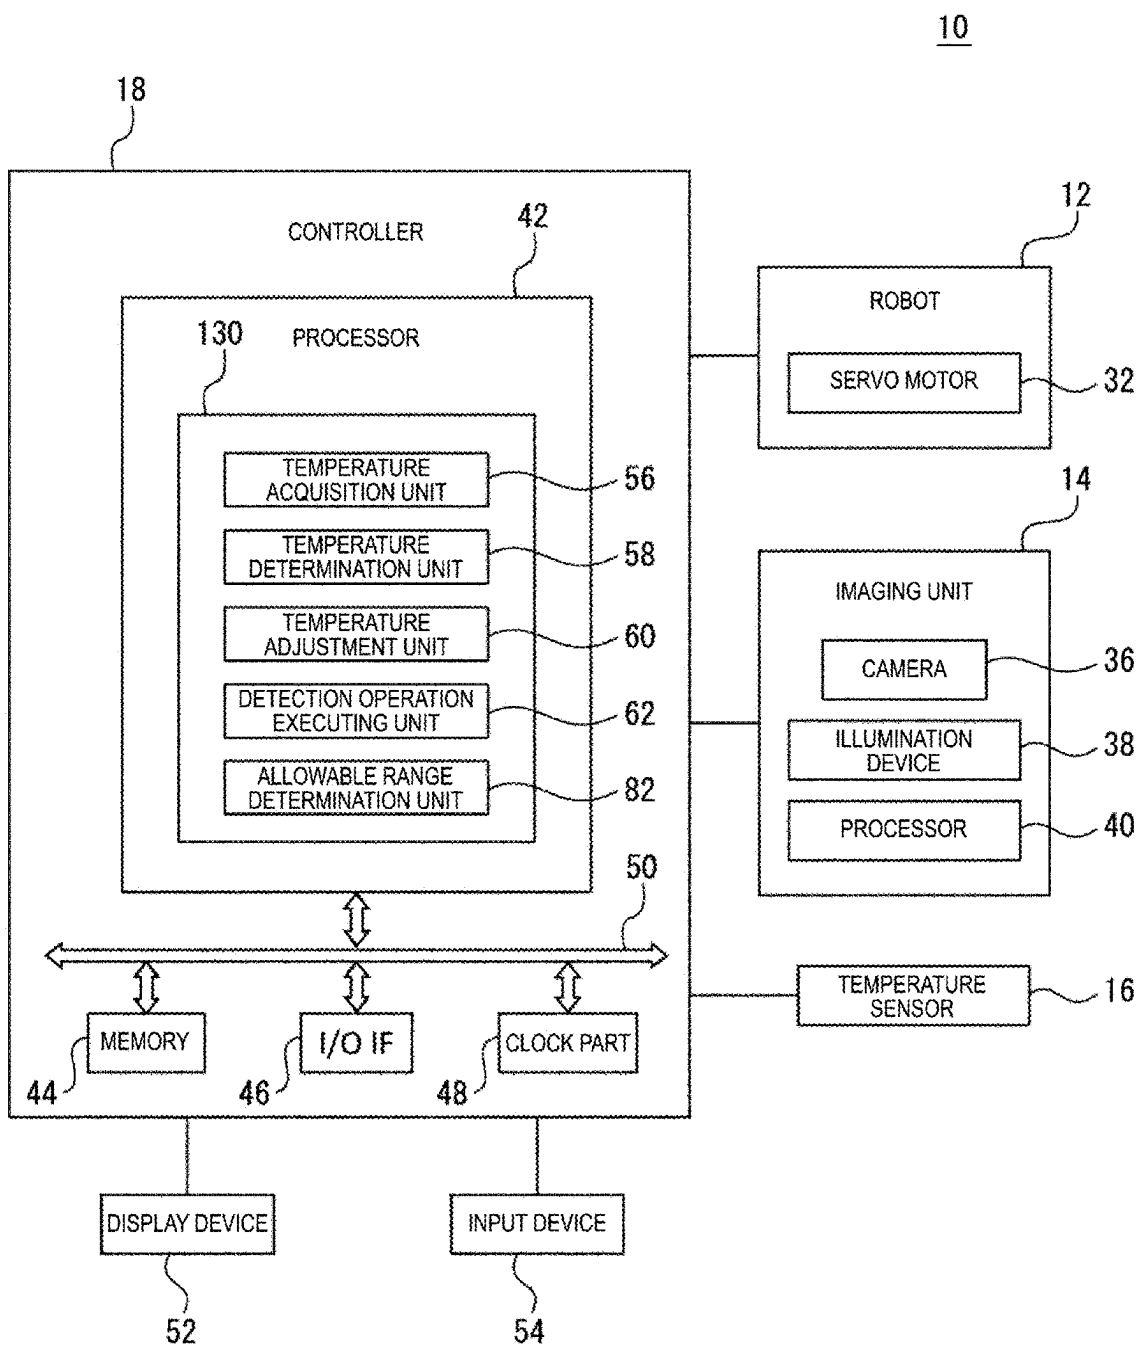 10
18
CONTROLLER
42
PROCESSOR
130
TEMPERATURE
ACQUISITION UNIT
56
TEMPERATURE
DETERMINATION UNIT
58
TEMPERATURE
ADJUSTMENT UNIT
60
DETECTION OPERATION
EXECUTING UNIT
62
ALLOWABLE RANGE
DETERMINATION UNIT
82
50
MEMORY
44
I/O IF
46
CLOCK PART
48
12
ROBOT
SERVO MOTOR
32
14
IMAGING UNIT
CAMERA
36
ILLUMINATION
DEVICE
38
PROCESSOR
40
TEMPERATURE
SENSOR
16
DISPLAY DEVICE
52
INPUT DEVICE
54